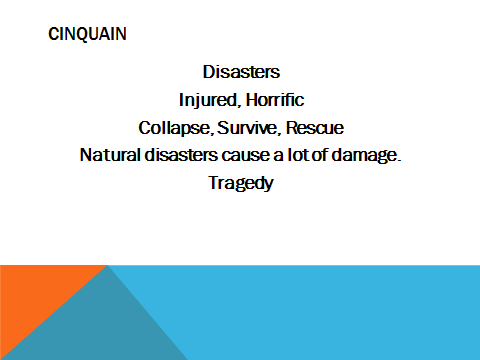 CINQUAIN
Disasters
Injured, Horrific
Collapse, Survive, Rescue
Natural disasters cause a lot of damage.
Tragedy